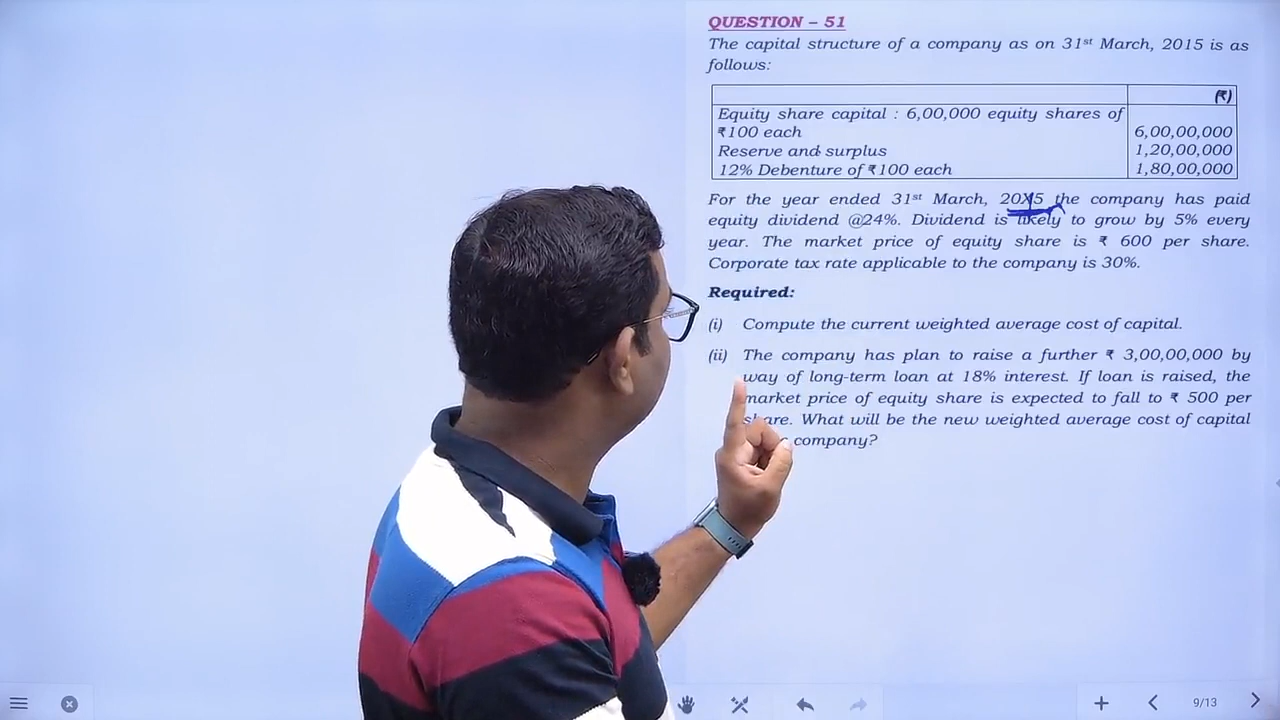 QUESTION – 51
The capital structure of a company as on 31st March, 2015 is as
follows:
(₹)
Equity share capital : 6,00,000 equity shares of
₹100 each 6,00,00,000
Reserve and surplus 1,20,00,000
12% Debenture of ₹100 each 1,80,00,000
For the year ended 31st March, the company has paid
equity dividend @24%. Dividend is likely to grow by 5% every
year. The market price of equity share is ₹ 600 per share.
Corporate tax rate applicable to the company is 30%.
Required:
(i) Compute the current weighted average cost of capital.
(ii) The company has plan to raise a further ₹ 3,00,00,000 by
way of long-term loan at 18% interest. If loan is raised, the
market price of equity share is expected to fall to ₹ 500 per
share. What will be the new weighted average cost of capital
company?
9/13